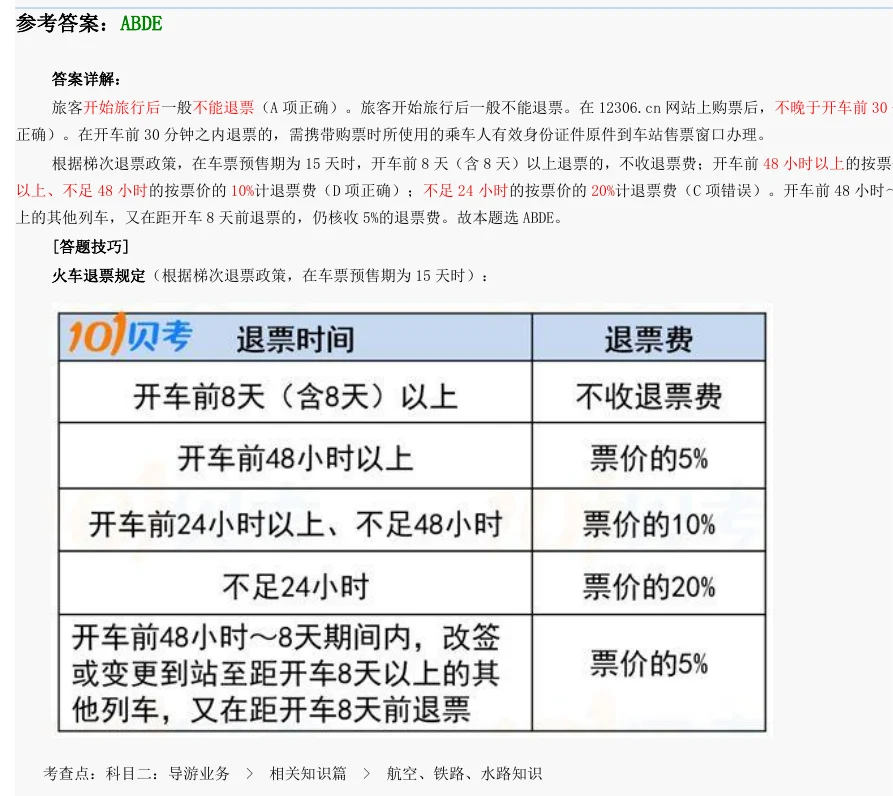 参考答案：ABDE
答案详解：
旅客开始旅行后一般不能退票（A 项正确）。旅客开始旅行后一般不能退票。在 12306.cn 网站上购票后，不晚于开车前 30
正确）。在开车前 30 分钟之内退票的，需携带购票时所使用的乘车人有效身份证件原件到车站售票窗口办理。
根据梯次退票政策，在车票预售期为 15 天时，开车前 8 天（含 8 天）以上退票的，不收退票费；开车前 48 小时以上的按票
以上、不足 48 小时的按票价的 10%计退票费（D 项正确）；不足 24 小时的按票价的 20%计退票费（C 项错误）。开车前 48 小时~
上的其他列车，又在距开车 8 天前退票的，仍核收 5%的退票费。故本题选 ABDE。
[答题技巧]
火车退票规定（根据梯次退票政策，在车票预售期为 15 天时）：
101贝考 退票时间 退票费
开车前8天（含8天）以上 不收退票费
开车前48小时以上 票价的5%
开车前24小时以上、不足48小时 票价的10%
不足24小时 票价的20%
开车前48小时～8天期间内，改签
或变更到站至距开车8天以上的其
他列车，又在距开车8天前退票 票价的5%
考查点：科目二：导游业务 > 相关知识篇 > 航空、铁路、水路知识